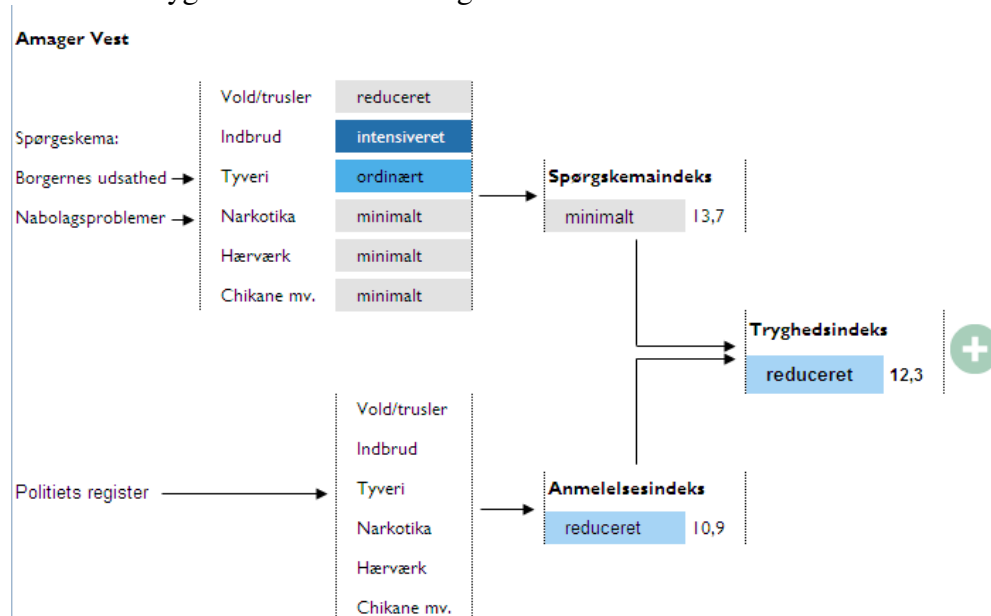 Amager Vest
Vold/trusler reduceret
Spørgeskema: Indbrud intensiveret
Borgernes udsathed Tyveri ordinært
Nabolagsproblemer Narkotika minimalt
Hærværk minimalt
Chikane mv. minimalt
Spørgskemaindeks
minimalt 13,7
Tryghedsindeks
reduceret 12,3
Vold/trusler
Indbrud
Politiets register Tyveri
Narkotika
Hærværk
Chikane mv.
Anmelelsesindeks
reduceret 10,9